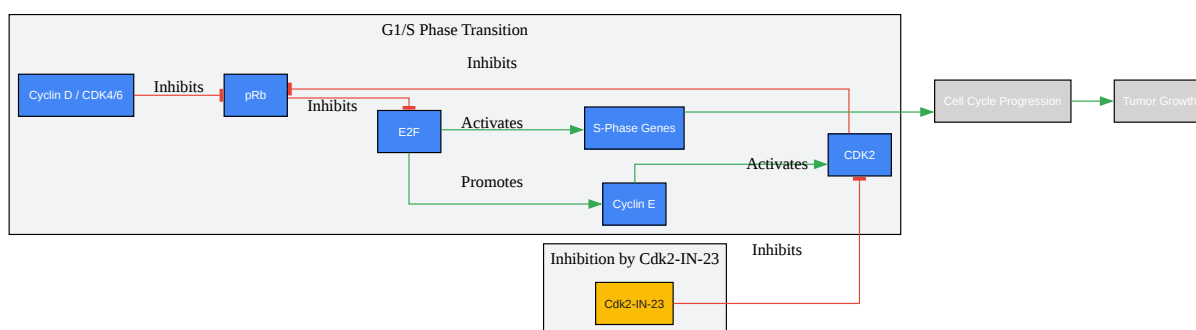 G1/S Phase Transition
Inhibits
Cyclin D / CDK4/6
Inhibits
pRb
Inhibits
E2F
Activates
S-Phase Genes
Cell Cycle Progression
Tumor Growth
CDK2
Activates
Promotes
Cyclin E
Inhibits
Inhibition by Cdk2-IN-23
Cdk2-IN-23